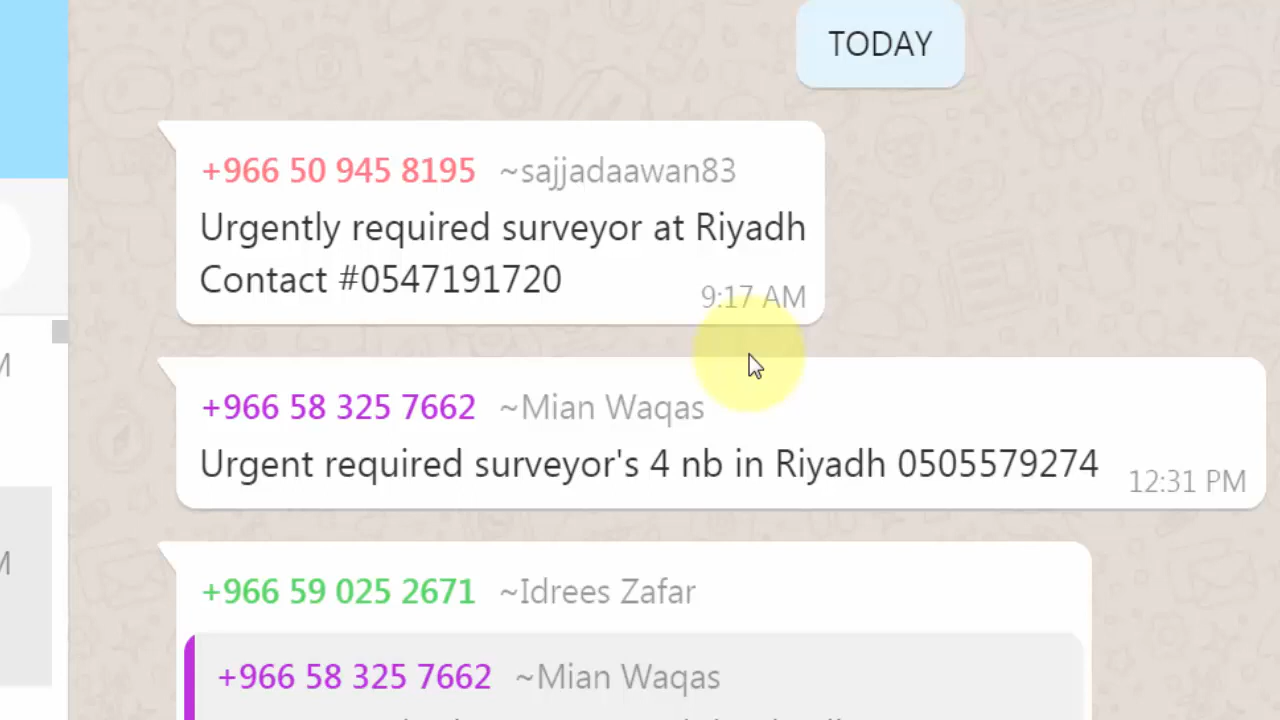 TODAY
+966 50 945 8195 ~sajjadaawan83
Urgently required surveyor at Riyadh
Contact #0547191720
9:17 AM
+966 58 325 7662 ~Mian Waqas
Urgent required surveyor's 4 nb in Riyadh 0505579274
12:31 PM
+966 59 025 2671 ~Idrees Zafar
+966 58 325 7662 ~Mian Waqas